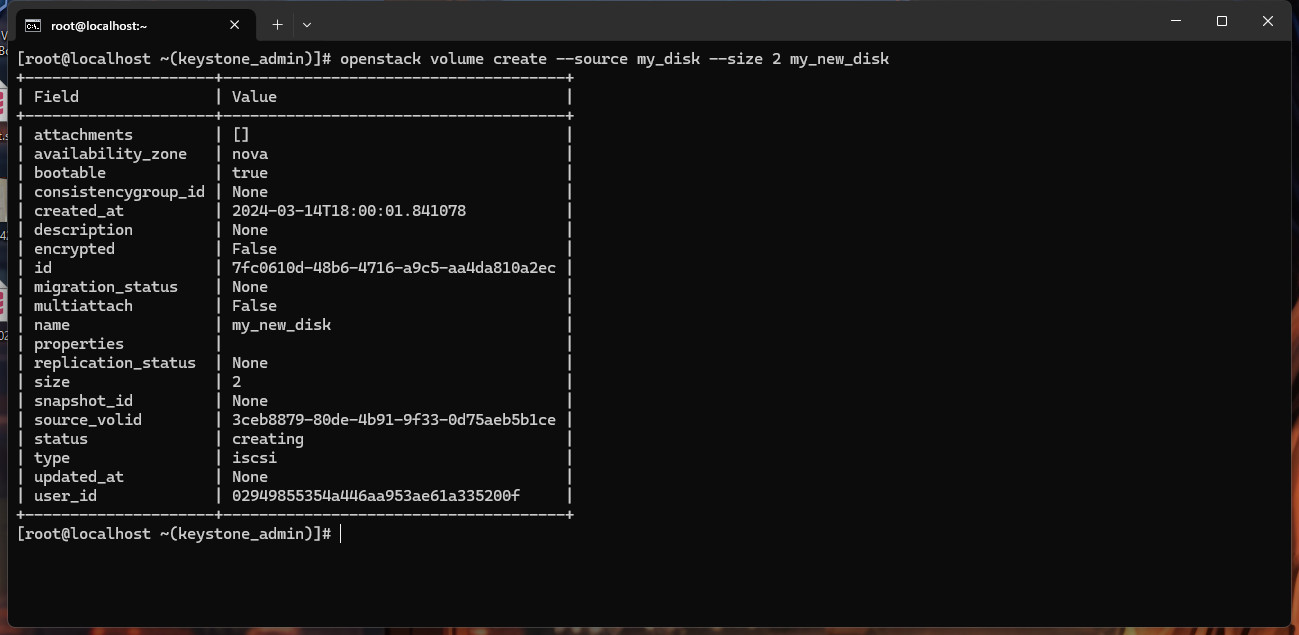 root@localhost:~
[root@localhost ~(keystone_admin)]# openstack volume create --source my_disk --size 2 my_new_disk
+---------------------+--------------------------------------+
| Field               | Value                                |
+---------------------+--------------------------------------+
| attachments         | []                                   |
| availability_zone   | nova                                 |
| bootable            | true                                 |
| consistencygroup_id | None                                 |
| created_at          | 2024-03-14T18:00:01.841078           |
| description         | None                                 |
| encrypted           | False                                |
| id                  | 7fc0610d-48b6-4716-a9c5-aa4da810a2ec |
| migration_status    | None                                 |
| multiattach         | False                                |
| name                | my_new_disk                          |
| properties          |                                      |
| replication_status  | None                                 |
| size                | 2                                    |
| snapshot_id         | None                                 |
| source_volid        | 3ceb8879-80de-4b91-9f33-0d75aeb5b1ce |
| status              | creating                             |
| type                | iscsi                                |
| updated_at          | None                                 |
| user_id             | 02949855354a446aa953ae61a335200f     |
+---------------------+--------------------------------------+
[root@localhost ~(keystone_admin)]#